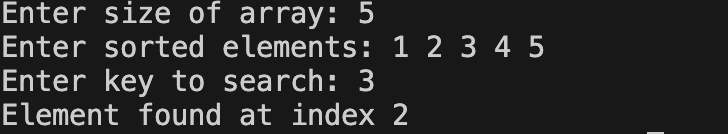 Enter size of array: 5
Enter sorted elements: 1 2 3 4 5
Enter key to search: 3
Element found at index 2